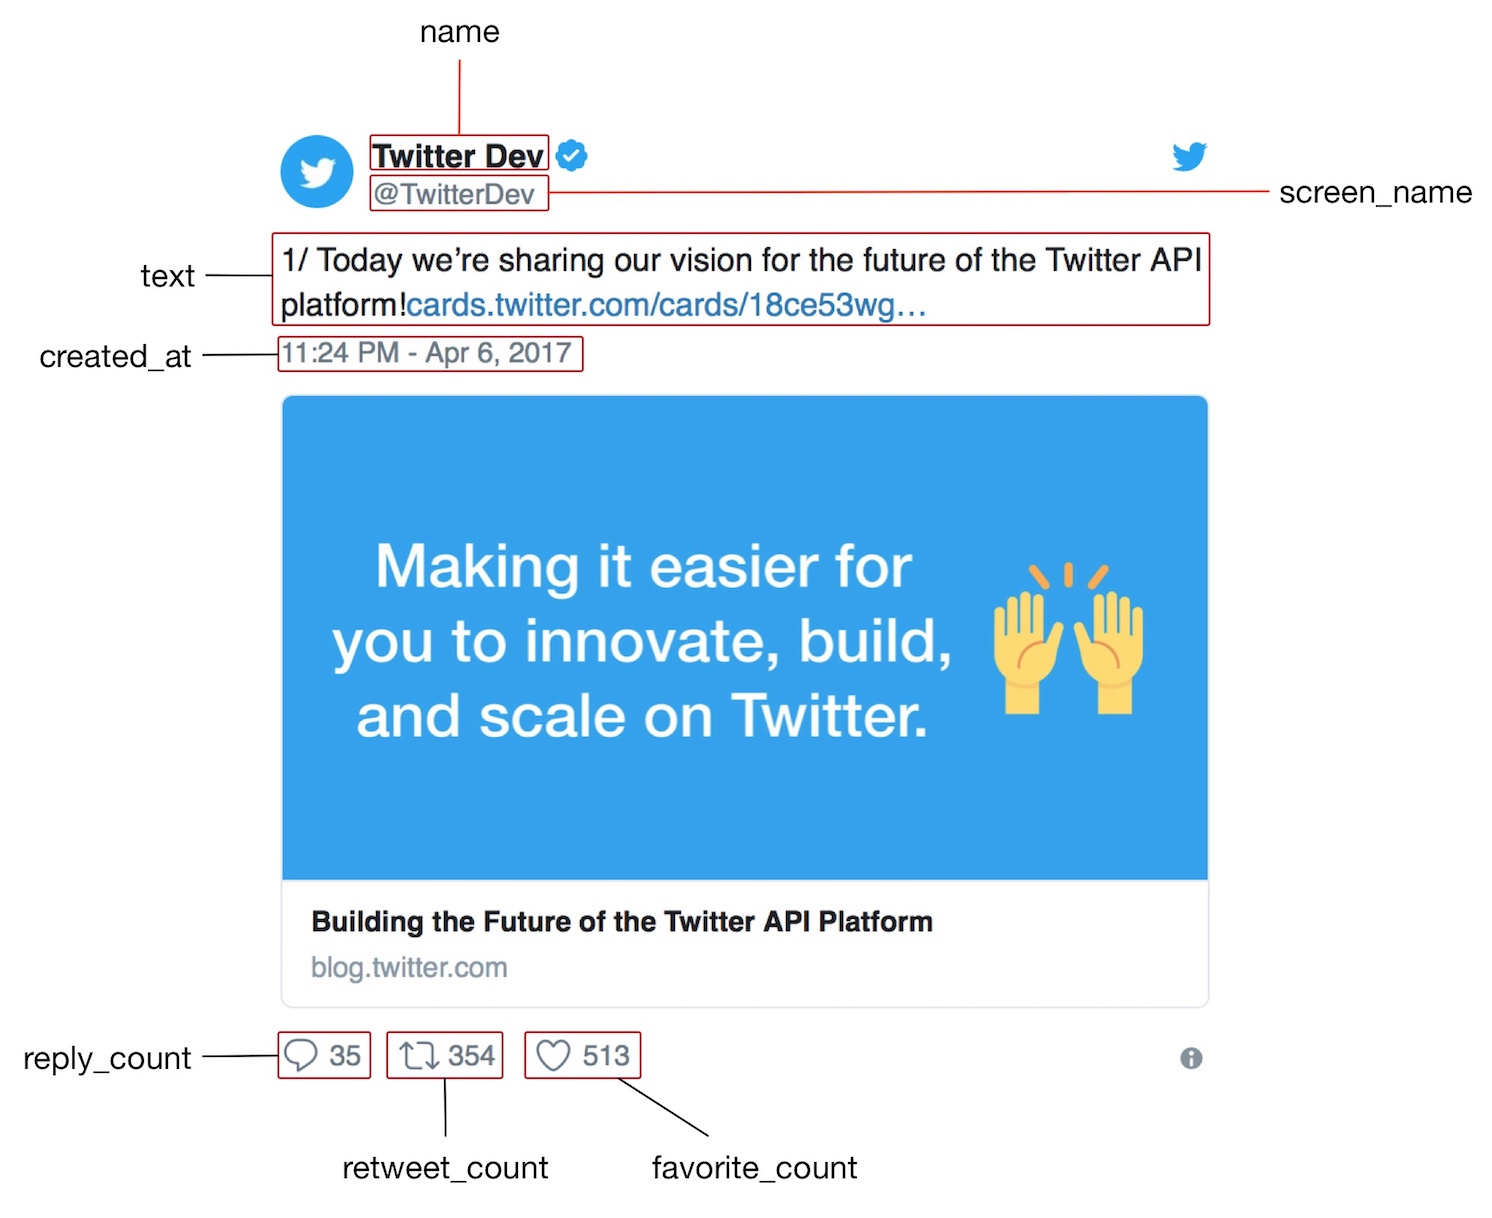 name
Twitter Dev
@TwitterDev
screen_name
text
1/ Today we’re sharing our vision for the future of the Twitter API
platform!cards.twitter.com/cards/18ce53wg…
created_at
11:24 PM - Apr 6, 2017
Making it easier for
you to innovate, build,
and scale on Twitter.
Building the Future of the Twitter API Platform
blog.twitter.com
reply_count
35
354
513
retweet_count
favorite_count